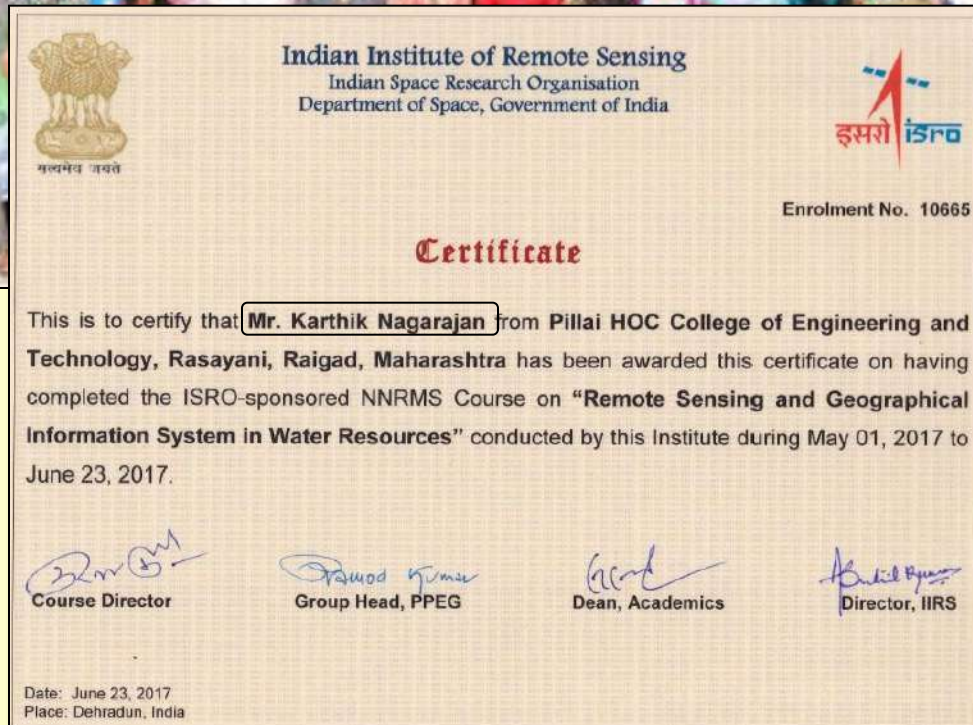 Indian Institute of Remote Sensing
Indian Space Research Organisation
Department of Space, Government of India
सत्यमेव जयते
इसरो isro
Enrolment No. 10665
Certificate
This is to certify that Mr. Karthik Nagarajan from Pillai HOC College of Engineering and
Technology, Rasayani, Raigad, Maharashtra has been awarded this certificate on having
completed the ISRO-sponsored NNRMS Course on “Remote Sensing and Geographical
Information System in Water Resources” conducted by this Institute during May 01, 2017 to
June 23, 2017.
Pramod Kumar
Course Director Group Head, PPEG Dean, Academics Director, IIRS
Date: June 23, 2017
Place: Dehradun, India